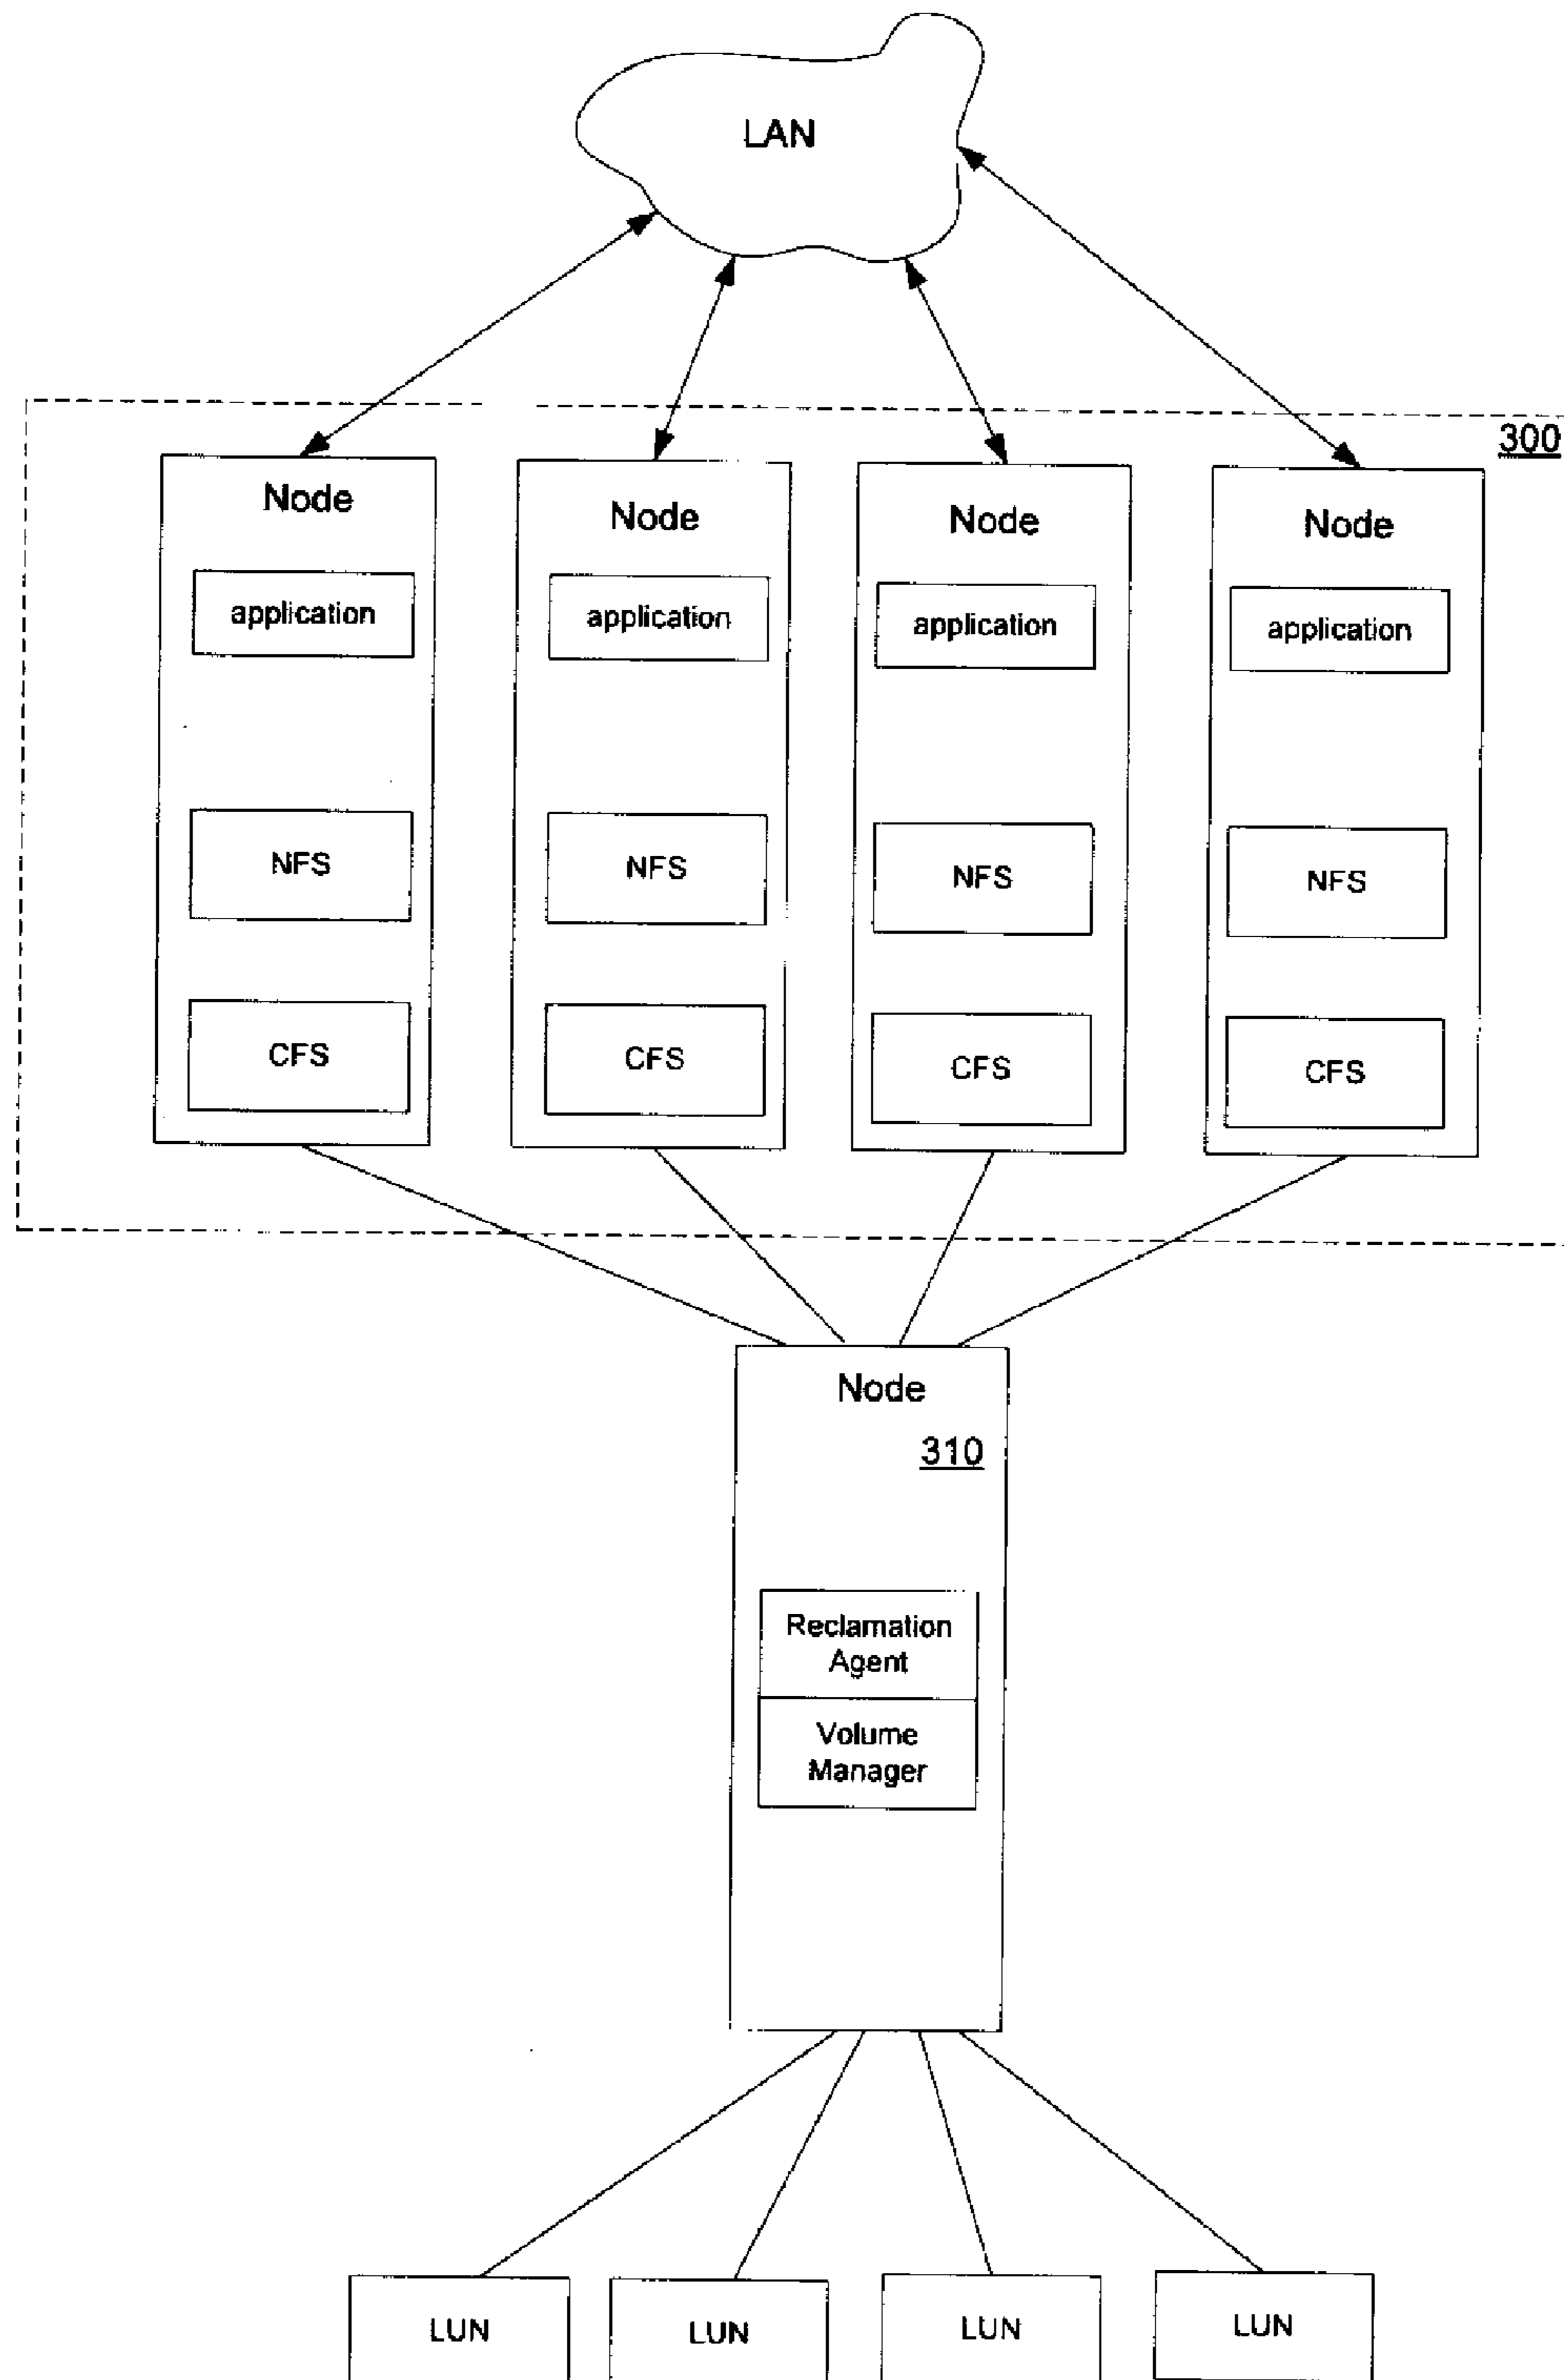 LAN
300
Node
Node
Node
Node
application
application
application
application
NFS
NFS
NFS
NFS
CFS
CFS
CFS
CFS
Node
310
Reclamation
Agent
Volume
Manager
LUN
LUN
LUN
LUN